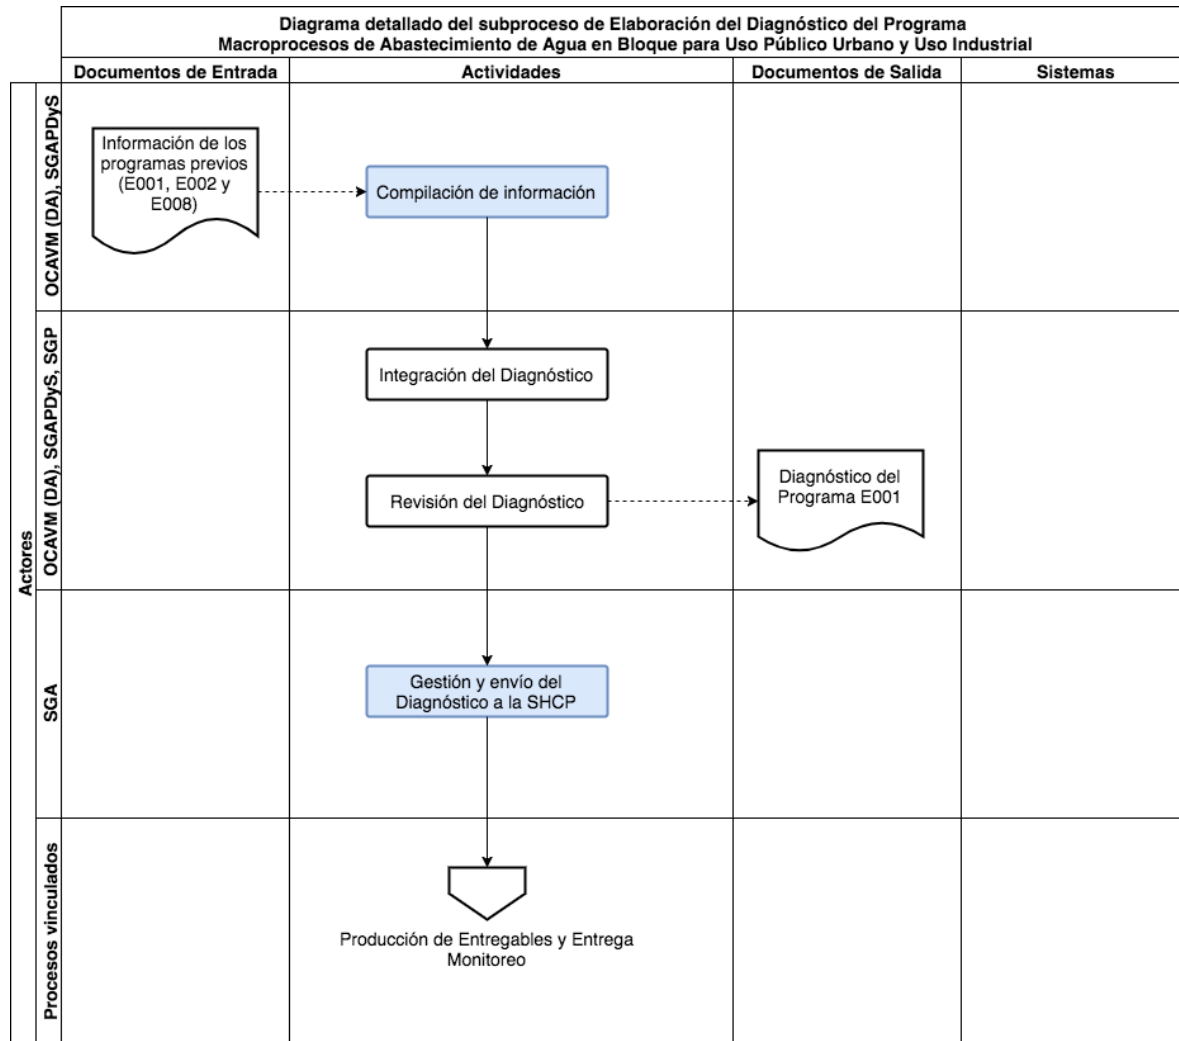 Diagrama detallado del subproceso de Elaboración del Diagnóstico del Programa
Macroprocesos de Abastecimiento de Agua en Bloque para Uso Público Urbano y Uso Industrial
Documentos de Entrada
Actividades
Documentos de Salida
Sistemas
Actores
OCAVM (DA), SGAPDyS
Información de los
programas previos
(E001, E002 y
E008)
Compilación de información
OCAVM (DA), SGAPDyS, SGP
Integración del Diagnóstico
Revisión del Diagnóstico
Diagnóstico del
Programa E001
SGA
Gestión y envío del
Diagnóstico a la SHCP
Procesos vinculados
Producción de Entregables y Entrega
Monitoreo